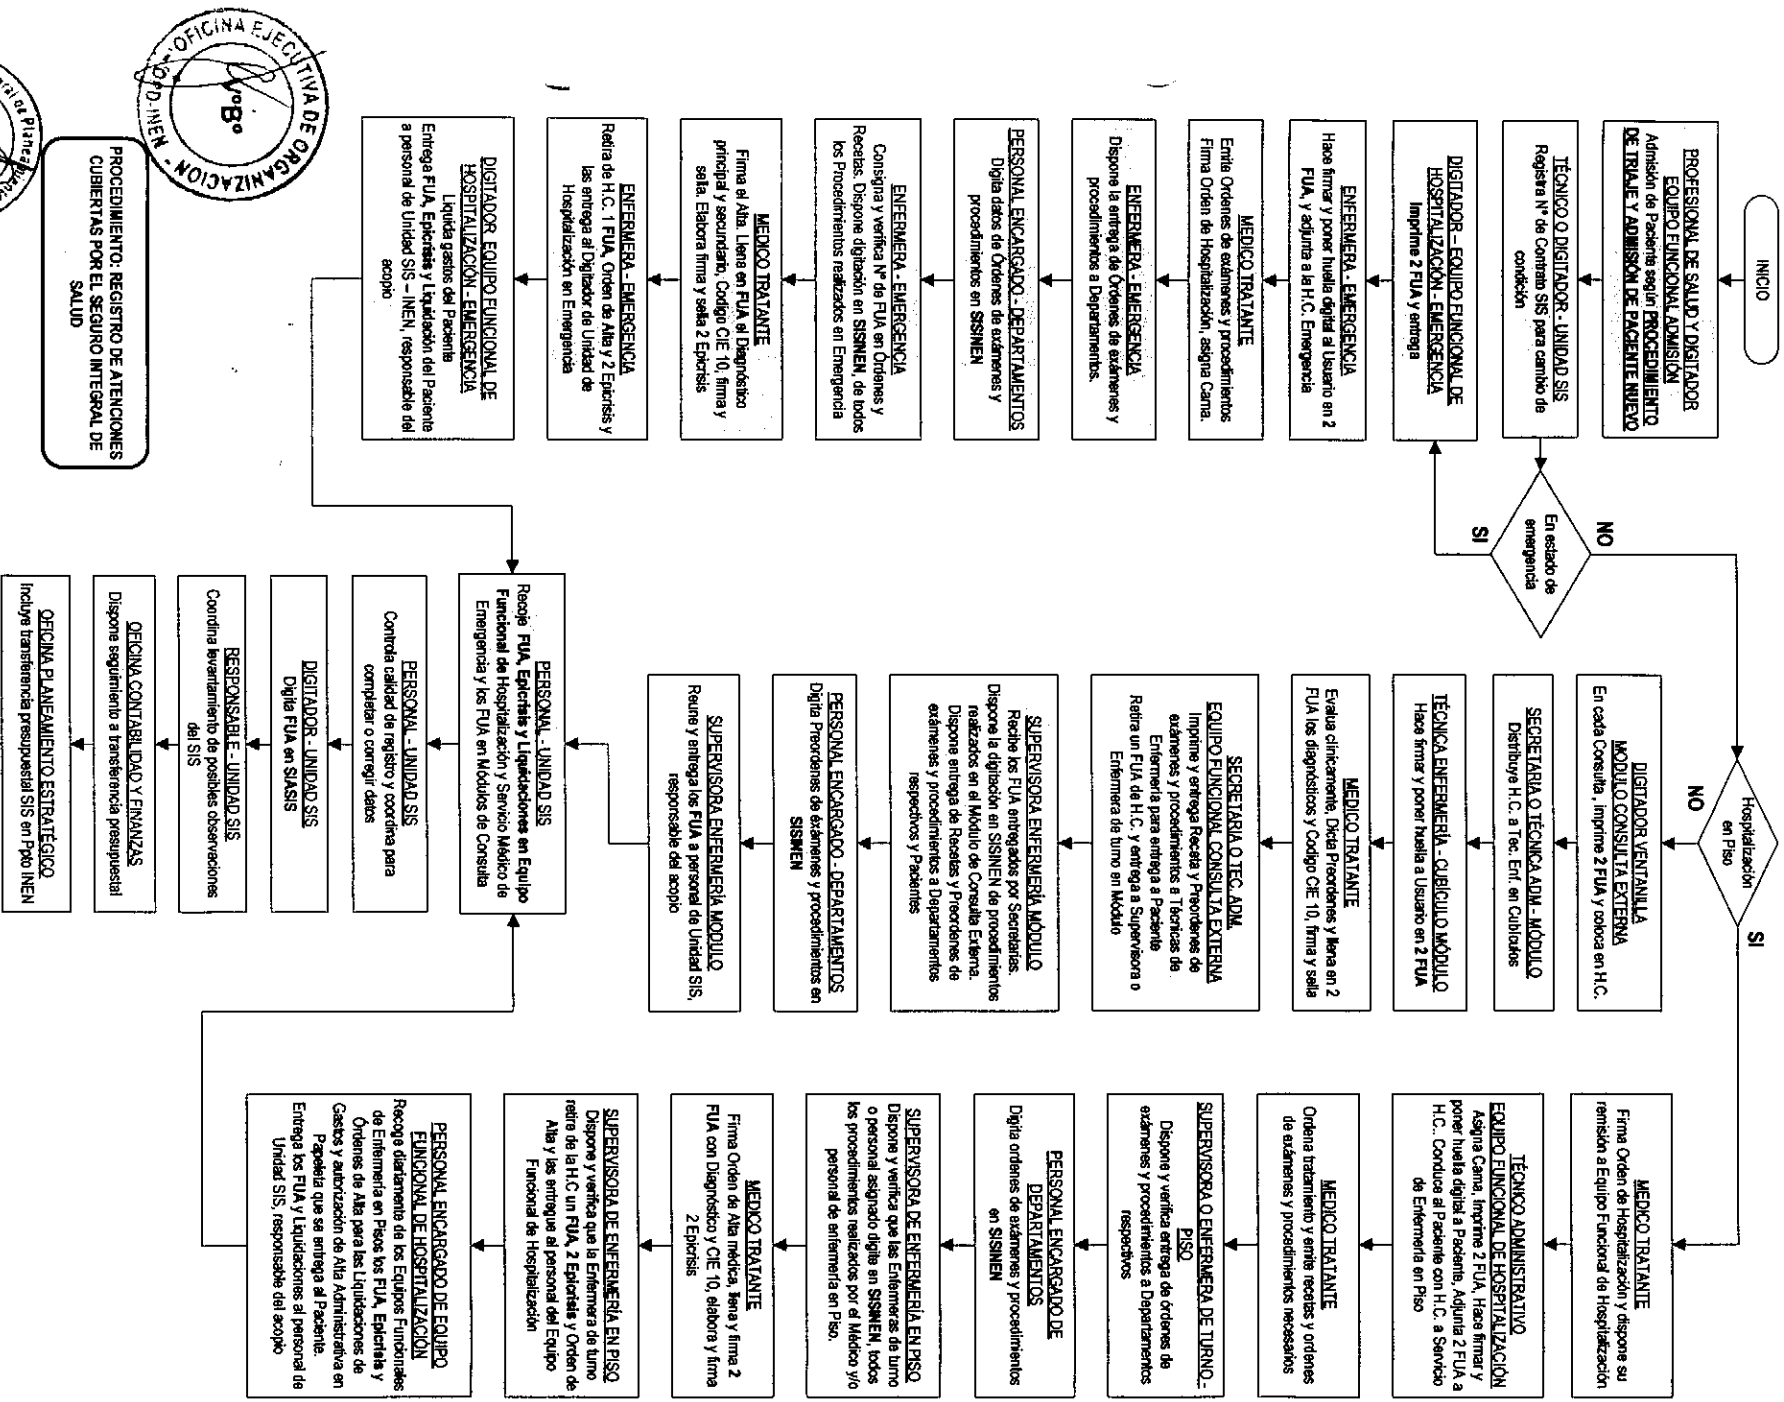 PROCEDIMIENTO: REGISTRO DE ATENCIONES
CUBIERTAS POR EL SEGURO INTEGRAL DE
SALUD
OFICINA EJECUTIVA DE ORGANIZACION
INEN
VºBº
INICIO
PROFESIONAL DE SALUD Y DIGITADOR
EQUIPO FUNCIONAL ADMISIÓN
Admisión de Paciente según PROCEDIMIENTO
DE TRIAJE Y ADMISIÓN DE PACIENTE NUEVO
TÉCNICO O DIGITADOR - UNIDAD SIS
Registra Nº de Contrato SIS para cambio de
condición
En estado de
emergencia
NO
SI
DIGITADOR – EQUIPO FUNCIONAL DE
HOSPITALIZACIÓN - EMERGENCIA
Imprime 2 FUA y entrega
ENFERMERA - EMERGENCIA
Hace firmar y poner huella digital al Usuario en 2
FUA, y adjunta a la H.C. Emergencia
MEDICO TRATANTE
Emite Ordenes de exámenes y procedimientos
Firma Orden de Hospitalización, asigna Cama.
ENFERMERA - EMERGENCIA
Dispone la entrega de Órdenes de exámenes y
procedimientos a Departamentos.
PERSONAL ENCARGADO - DEPARTAMENTOS
Digita datos de Órdenes de exámenes y
procedimientos en SISINEN
ENFERMERA - EMERGENCIA
Consigna y verifica Nº de FUA en Órdenes y
Recetas. Dispone digitación en SISINEN, de todos
los Procedimientos realizados en Emergencia
MEDICO TRATANTE
Firma el Alta. Llena en FUA el Diagnóstico
principal y secundario, Codigo CIE 10, firma y
sella. Elabora firma y sella 2 Epicrisis
ENFERMERA - EMERGENCIA
Retira de H.C. 1 FUA, Orden de Alta y 2 Epicrisis y
las entrega al Digitador de Unidad de
Hospitalización en Emergencia
DIGITADOR EQUIPO FUNCIONAL DE
HOSPITALIZACIÓN - EMERGENCIA
Liquida gastos del Paciente
Entrega FUA, Epicrisis y Liquidación del Paciente
a personal de Unidad SIS – INEN, responsable del
acopio
Hospitalización
en Piso
NO
SI
DIGITADOR VENTANILLA
MODULO CONSULTA EXTERNA
En cada Consulta , imprime 2 FUA y coloca en H.C.
SECRETARIA O TÉCNICA ADM - MÓDULO
Distribuye H.C. a Tec. Enf. en Cubículos
TÉCNICA ENFERMERÍA - CUBÍCULO MÓDULO
Hace firmar y poner huella a Usuario en 2 FUA
MEDICO TRATANTE
Evalua clínicamente, Dicta Preordenes y llena en 2
FUA los diagnósticos y Codigo CIE 10, firma y sella
SECRETARIA O TEC. ADM.
EQUIPO FUNCIONAL CONSULTA EXTERNA
Imprime y entrega Receta y Preordenes de
exámenes y procedimientos a Técnicas de
Enfermería para entrega a Paciente
Retira un FUA de H.C. y entrega a Supervisora o
Enfermera de turno en Módulo
SUPERVISORA ENFERMERÍA MÓDULO
Recibe los FUA entregados por Secretarias.
Dispone la digitación en SISINEN de procedimientos
realizados en el Módulo de Consulta Externa.
Dispone entrega de Recetas y Preordenes de
exámenes y procedimientos a Departamentos
respectivos y Pacientes
PERSONAL ENCARGADO - DEPARTAMENTOS
Digita Preordenes de exámenes y procedimientos en
SISINEN
SUPERVISORA ENFERMERÍA MODULO
Reune y entrega los FUA a personal de Unidad SIS,
responsable del acopio
PERSONAL - UNIDAD SIS
Recoje FUA, Epicrisis y Liquidaciones en Equipo
Funcional de Hospitalización y Servicio Médico de
Emergencia y los FUA en Módulos de Consulta
PERSONAL - UNIDAD SIS
Controla calidad de registro y coordina para
completar o corregir datos
DIGITADOR - UNIDAD SIS
Digita FUA en SIASIS
RESPONSABLE - UNIDAD SIS
Coordina levantamiento de posibles observaciones
del SIS
OFICINA CONTABILIDAD Y FINANZAS
Dispone seguimiento a transferencia presupuestal
OFICINA PLANEAMIENTO ESTRATÉGICO
Incluye transferencia presupuestal SIS en Ppto INEN
MEDICO TRATANTE
Firma Orden de Hospitalización y dispone su
remisión a Equipo Funcional de Hospitalización
TÉCNICO ADMINISTRATIVO
EQUIPO FUNCIONAL DE HOSPITALIZACIÓN
Asigna Cama, Imprime 2 FUA, Hace firmar y
poner huella digital a Paciente, Adjunta 2 FUA a
H.C.. Conduce al Paciente con H.C. a Servicio
de Enfermería en Piso
MEDICO TRATANTE
Ordena tratamiento y emite recetas y ordenes
de exámenes y procedimientos necesarios
SUPERVISORA O ENFERMERA DE TURNO -
PISO
Dispone y verifica entrega de órdenes de
exámenes y procedimientos a Departamentos
respectivos
PERSONAL ENCARGADO DE
DEPARTAMENTOS
Digita ordenes de exámenes y procedimientos
en SISINEN
SUPERVISORA DE ENFERMERÍA EN PISO
Dispone y verifica que las Enfermeras de turno
o personal asignado digite en SISINEN, todos
los procedimientos realizados por el Médico y/o
personal de enfermería en Piso.
MEDICO TRATANTE
Firma Orden de Alta médica, llena y firma 2
FUA con Diagnóstico y CIE 10, elabora y firma
2 Epicrisis
SUPERVISORA DE ENFERMERÍA EN PISO
Dispone y verifica que la Enfermera de turno
retire de la H.C un FUA, 2 Epicrisis y Orden de
Alta y las entregue al personal del Equipo
Funcional de Hospitalización
PERSONAL ENCARGADO DE EQUIPO
FUNCIONAL DE HOSPITALIZACIÓN
Recoge diariamente de los Equipos Funcionales
de Enfermería en Pisos los FUA, Epicrisis y
Órdenes de Alta para las Liquidaciones de
Gastos y autorización de Alta Administrativa en
Papeleta que se entrega al Paciente.
Entrega los FUA y Liquidaciones al personal de
Unidad SIS, responsable del acopio